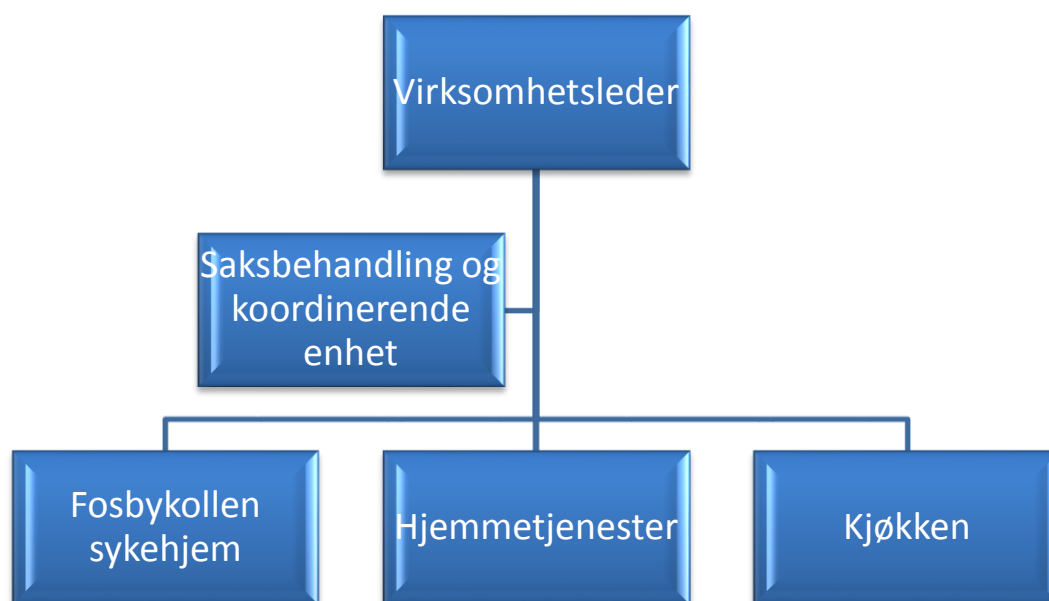 Virksomhetsleder
Saksbehandling og
koordinerende
enhet
Fosbykollen
sykehjem
Hjemmetjenester
Kjøkken